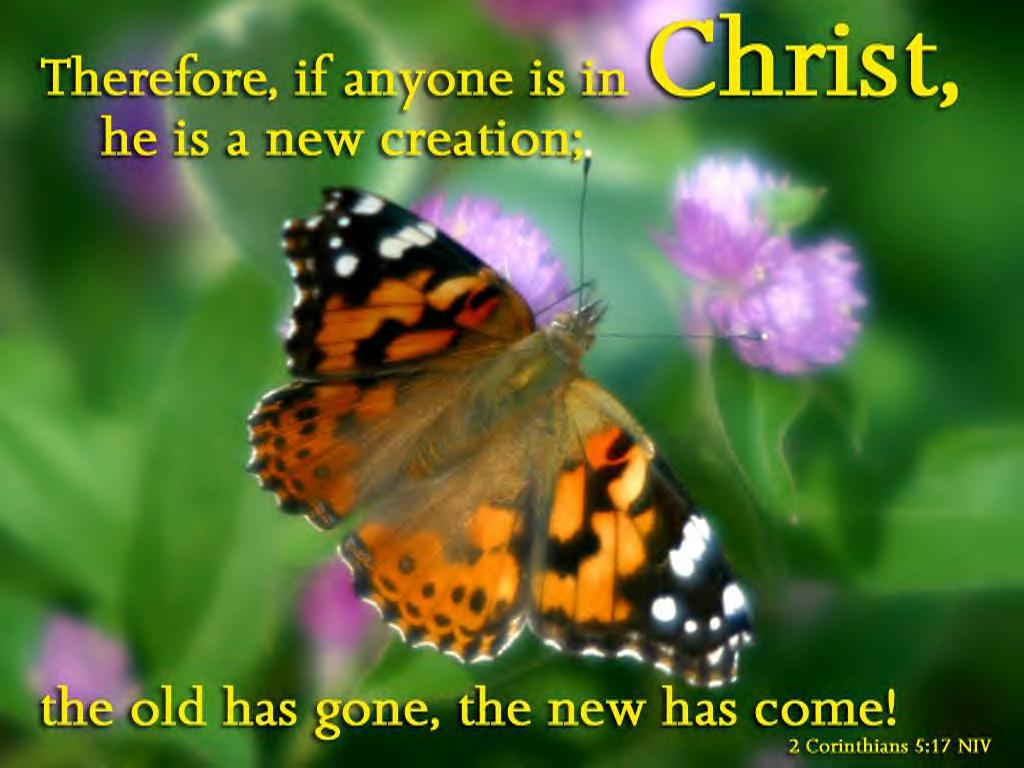 Therefore, if anyone is in Christ,
he is a new creation;
the old has gone, the new has come!
2 Corinthians 5:17 NIV